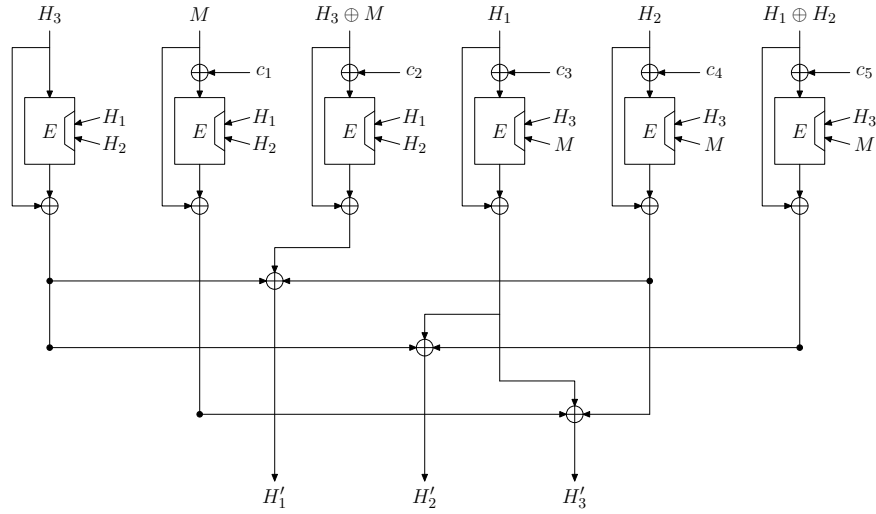 H₃ M H₃ ⊕ M H₁ H₂ H₁ ⊕ H₂
c₁ c₂ c₃ c₄ c₅
E H₁ E H₁ E H₁ E H₃ E H₃ E H₃
H₂ H₂ H₂ M M M
H′₁ H′₂ H′₃